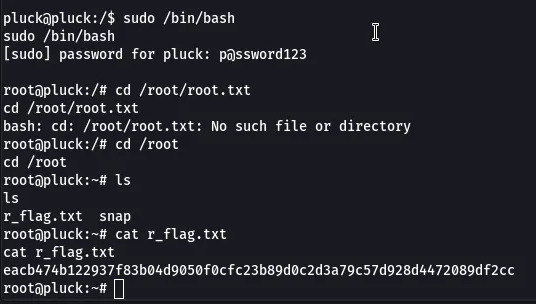 pluck@pluck:/$ sudo /bin/bash
sudo /bin/bash
[sudo] password for pluck: p@ssword123
root@pluck:/# cd /root/root.txt
cd /root/root.txt
bash: cd: /root/root.txt: No such file or directory
root@pluck:/# cd /root
cd /root
root@pluck:~# ls
ls
r_flag.txt  snap
root@pluck:~# cat r_flag.txt
cat r_flag.txt
eacb474b122937f83b04d9050f0cfc23b89d0c2d3a79c57d928d4472089df2cc
root@pluck:~#